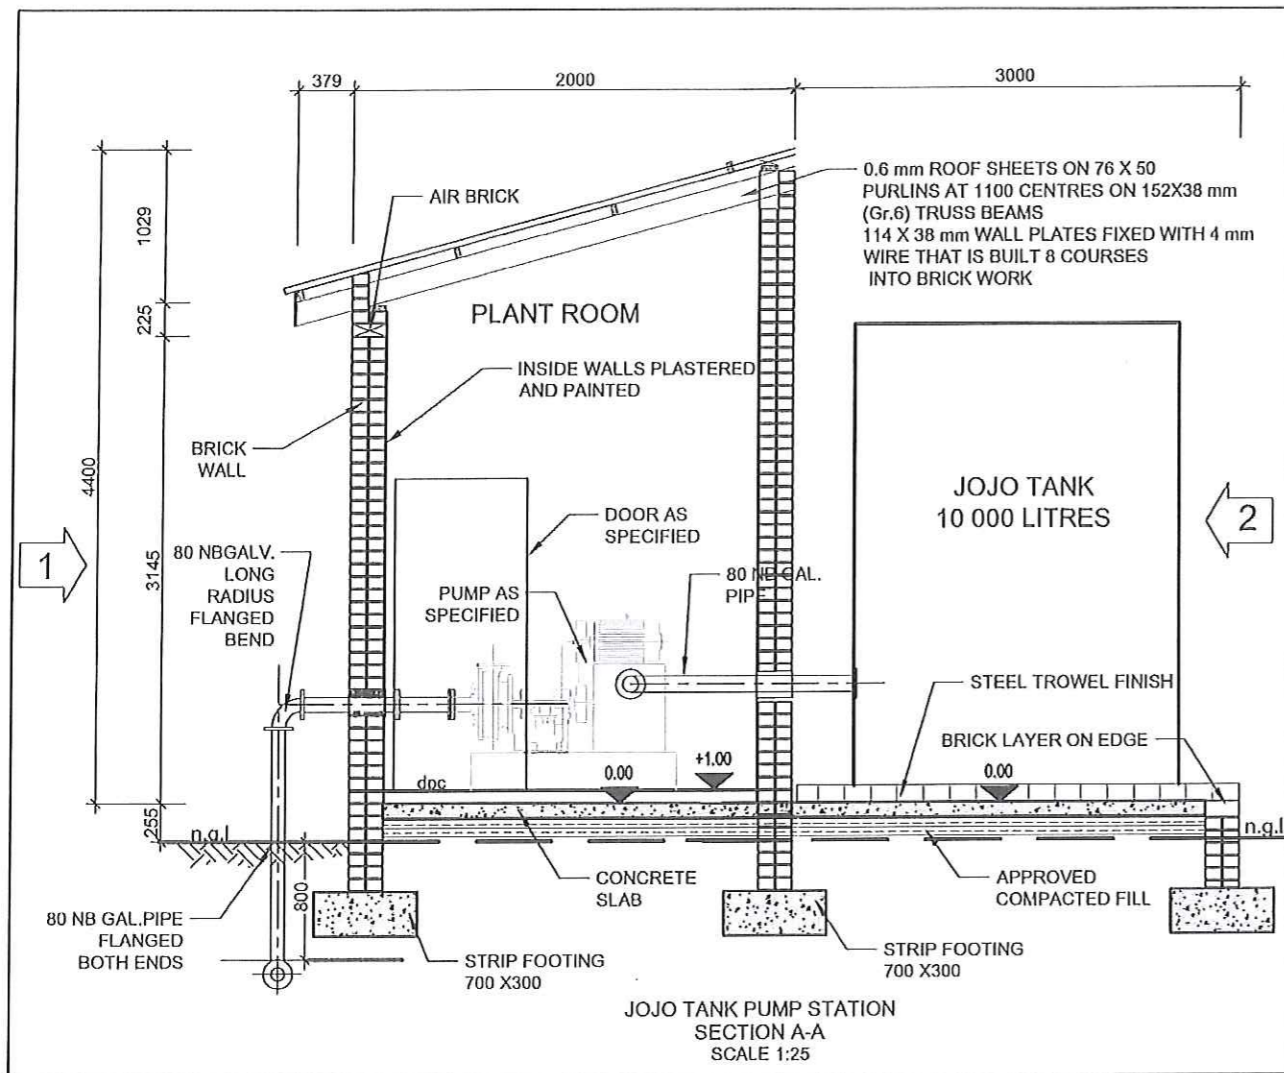 379
2000
3000
0.6 mm ROOF SHEETS ON 76 X 50
PURLINS AT 1100 CENTRES ON 152X38 mm
(Gr.6) TRUSS BEAMS
114 X 38 mm WALL PLATES FIXED WITH 4 mm
WIRE THAT IS BUILT 8 COURSES
INTO BRICK WORK
AIR BRICK
1029
225
PLANT ROOM
INSIDE WALLS PLASTERED
AND PAINTED
BRICK
WALL
4400
3145
JOJO TANK
10 000 LITRES
1
2
DOOR AS
SPECIFIED
80 NBGALV.
LONG
RADIUS
FLANGED
BEND
PUMP AS
SPECIFIED
80 NB GAL.
PIPE
STEEL TROWEL FINISH
BRICK LAYER ON EDGE
dpc
0.00
+1.00
0.00
255
n.g.l
n.g.l
800
CONCRETE
SLAB
APPROVED
COMPACTED FILL
80 NB GAL.PIPE
FLANGED
BOTH ENDS
STRIP FOOTING
700 X300
STRIP FOOTING
700 X300
JOJO TANK PUMP STATION
SECTION A-A
SCALE 1:25